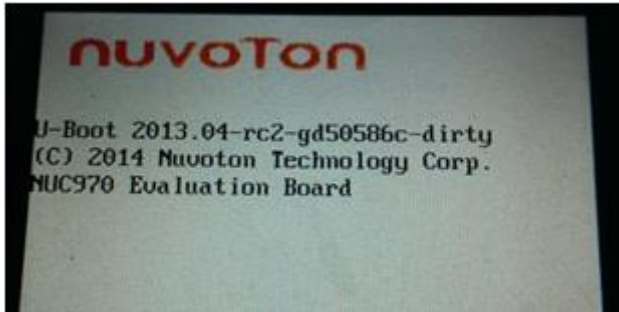 nuvoTon
U-Boot 2013.04-rc2-gd50586c-dirty
(C) 2014 Nuvoton Technology Corp.
NUC970 Evaluation Board